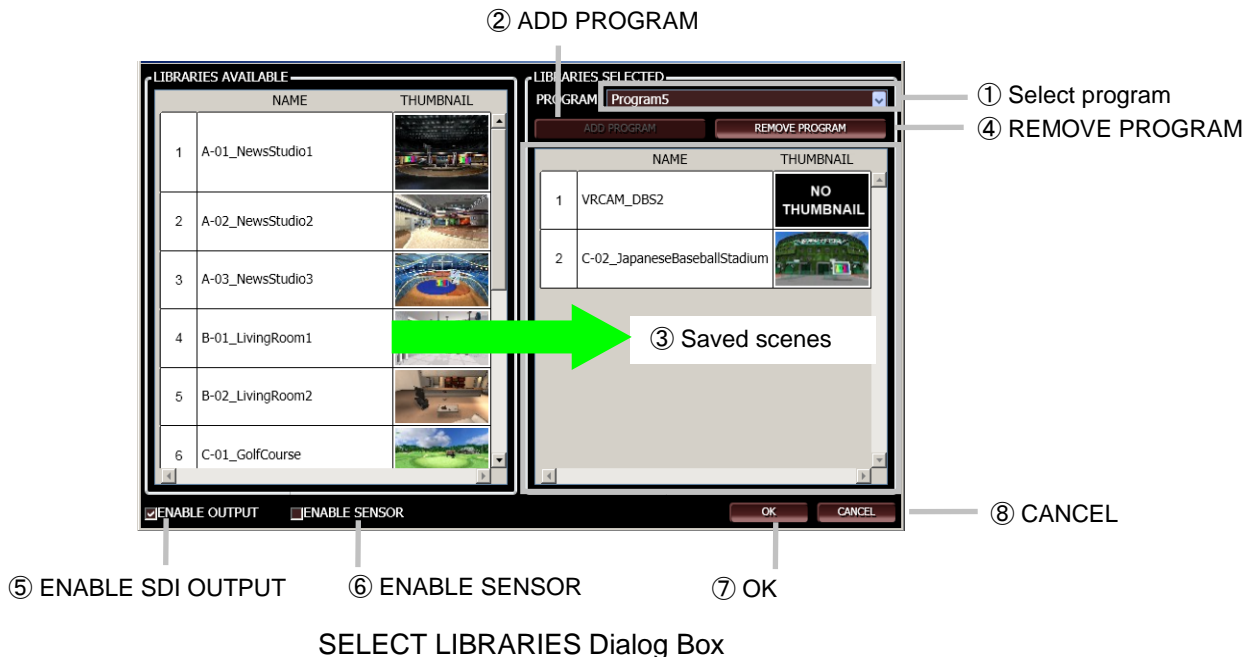 ② ADD PROGRAM
LIBRARIES AVAILABLE
NAME THUMBNAIL
1 A-01_NewsStudio1
2 A-02_NewsStudio2
3 A-03_NewsStudio3
4 B-01_LivingRoom1
5 B-02_LivingRoom2
6 C-01_GolfCourse
LIBRARIES SELECTED
PROGRAM Program5
ADD PROGRAM REMOVE PROGRAM
NAME THUMBNAIL
1 VRCAM_DBS2 NO THUMBNAIL
2 C-02_JapaneseBaseballStadium
③ Saved scenes
① Select program
④ REMOVE PROGRAM
ENABLE OUTPUT ENABLE SENSOR
OK CANCEL
⑧ CANCEL
⑤ ENABLE SDI OUTPUT ⑥ ENABLE SENSOR ⑦ OK
SELECT LIBRARIES Dialog Box